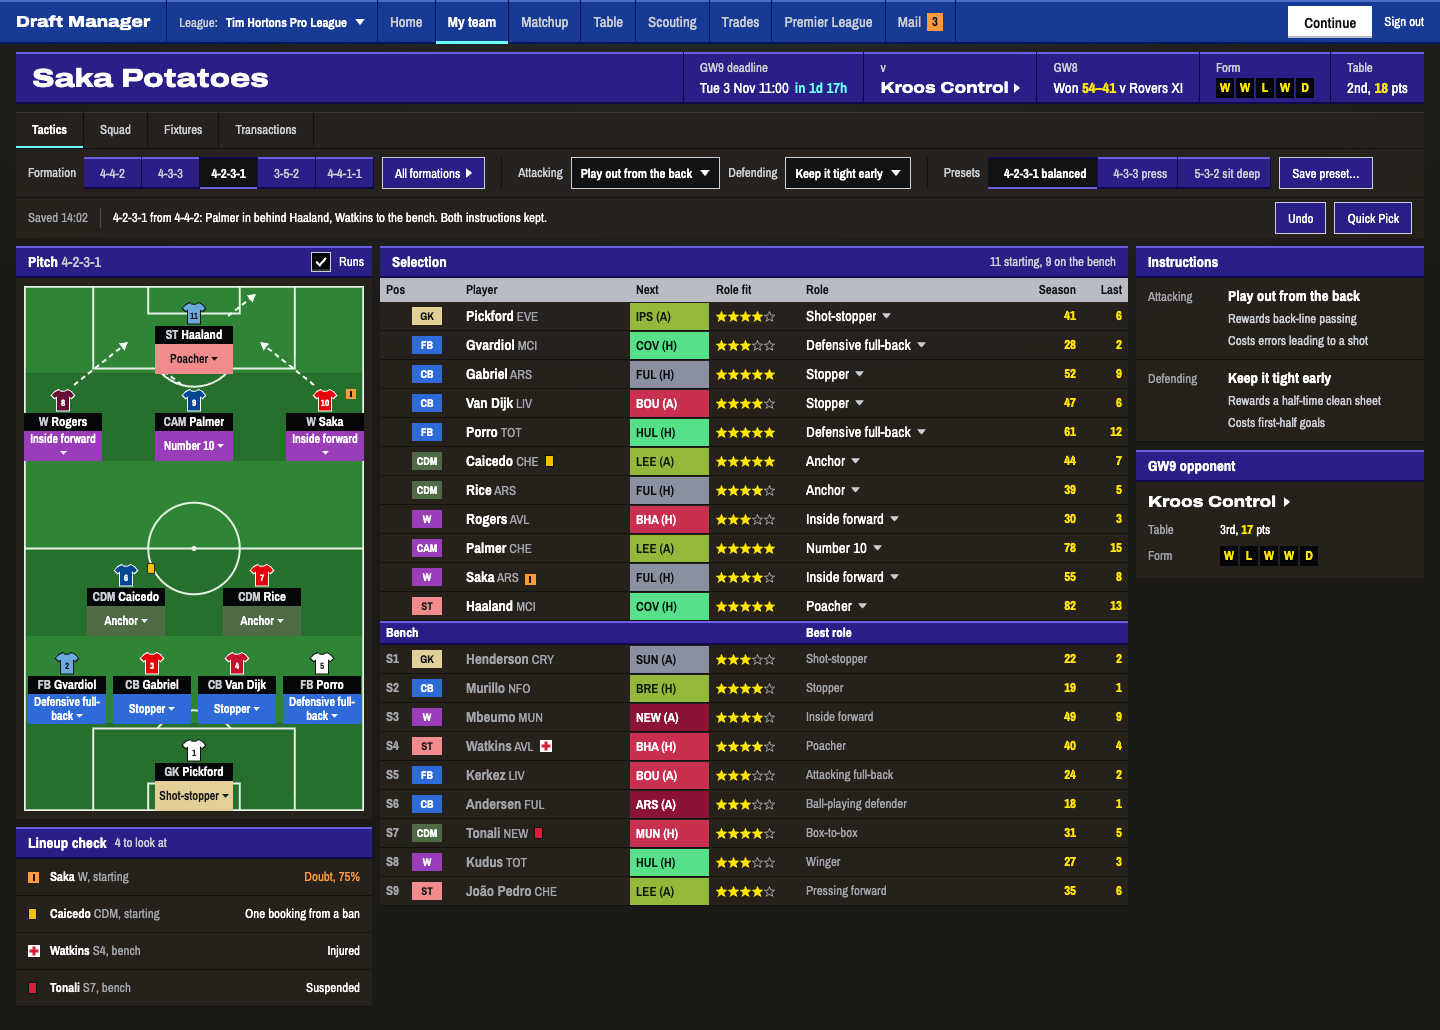 Draft Manager
League: Tim Hortons Pro League
Home
My team
Matchup
Table
Scouting
Trades
Premier League
Mail 3
Continue
Sign out
Saka Potatoes
GW9 deadline
Tue 3 Nov 11:00 in 1d 17h
v
Kroos Control
GW8
Won 54–41 v Rovers XI
Form
W W L W D
Table
2nd, 18 pts
Tactics
Squad
Fixtures
Transactions
Formation 4-4-2 4-3-3 4-2-3-1 3-5-2 4-4-1-1 All formations
Attacking Play out from the back
Defending Keep it tight early
Presets 4-2-3-1 balanced 4-3-3 press 5-3-2 sit deep Save preset...
Saved 14:02 4-2-3-1 from 4-4-2: Palmer in behind Haaland, Watkins to the bench. Both instructions kept.
Undo
Quick Pick
Pitch 4-2-3-1
Runs
11
ST Haaland
Poacher
8
W Rogers
Inside forward
9
CAM Palmer
Number 10
10
I
W Saka
Inside forward
6
CDM Caicedo
Anchor
7
CDM Rice
Anchor
2
FB Gvardiol
Defensive full-
back
3
CB Gabriel
Stopper
4
CB Van Dijk
Stopper
5
FB Porro
Defensive full-
back
1
GK Pickford
Shot-stopper
Lineup check 4 to look at
I Saka W, starting Doubt, 75%
Caicedo CDM, starting One booking from a ban
Watkins S4, bench Injured
Tonali S7, bench Suspended
Selection 11 starting, 9 on the bench
Pos Player Next Role fit Role Season Last
GK Pickford EVE IPS (A) Shot-stopper 41 6
FB Gvardiol MCI COV (H) Defensive full-back 28 2
CB Gabriel ARS FUL (H) Stopper 52 9
CB Van Dijk LIV BOU (A) Stopper 47 6
FB Porro TOT HUL (H) Defensive full-back 61 12
CDM Caicedo CHE LEE (A) Anchor 44 7
CDM Rice ARS FUL (H) Anchor 39 5
W Rogers AVL BHA (H) Inside forward 30 3
CAM Palmer CHE LEE (A) Number 10 78 15
W Saka ARS I FUL (H) Inside forward 55 8
ST Haaland MCI COV (H) Poacher 82 13
Bench Best role
S1 GK Henderson CRY SUN (A) Shot-stopper 22 2
S2 CB Murillo NFO BRE (H) Stopper 19 1
S3 W Mbeumo MUN NEW (A) Inside forward 49 9
S4 ST Watkins AVL BHA (H) Poacher 40 4
S5 FB Kerkez LIV BOU (A) Attacking full-back 24 2
S6 CB Andersen FUL ARS (A) Ball-playing defender 18 1
S7 CDM Tonali NEW MUN (H) Box-to-box 31 5
S8 W Kudus TOT HUL (H) Winger 27 3
S9 ST João Pedro CHE LEE (A) Pressing forward 35 6
Instructions
Attacking Play out from the back
Rewards back-line passing
Costs errors leading to a shot
Defending Keep it tight early
Rewards a half-time clean sheet
Costs first-half goals
GW9 opponent
Kroos Control
Table 3rd, 17 pts
Form W L W W D